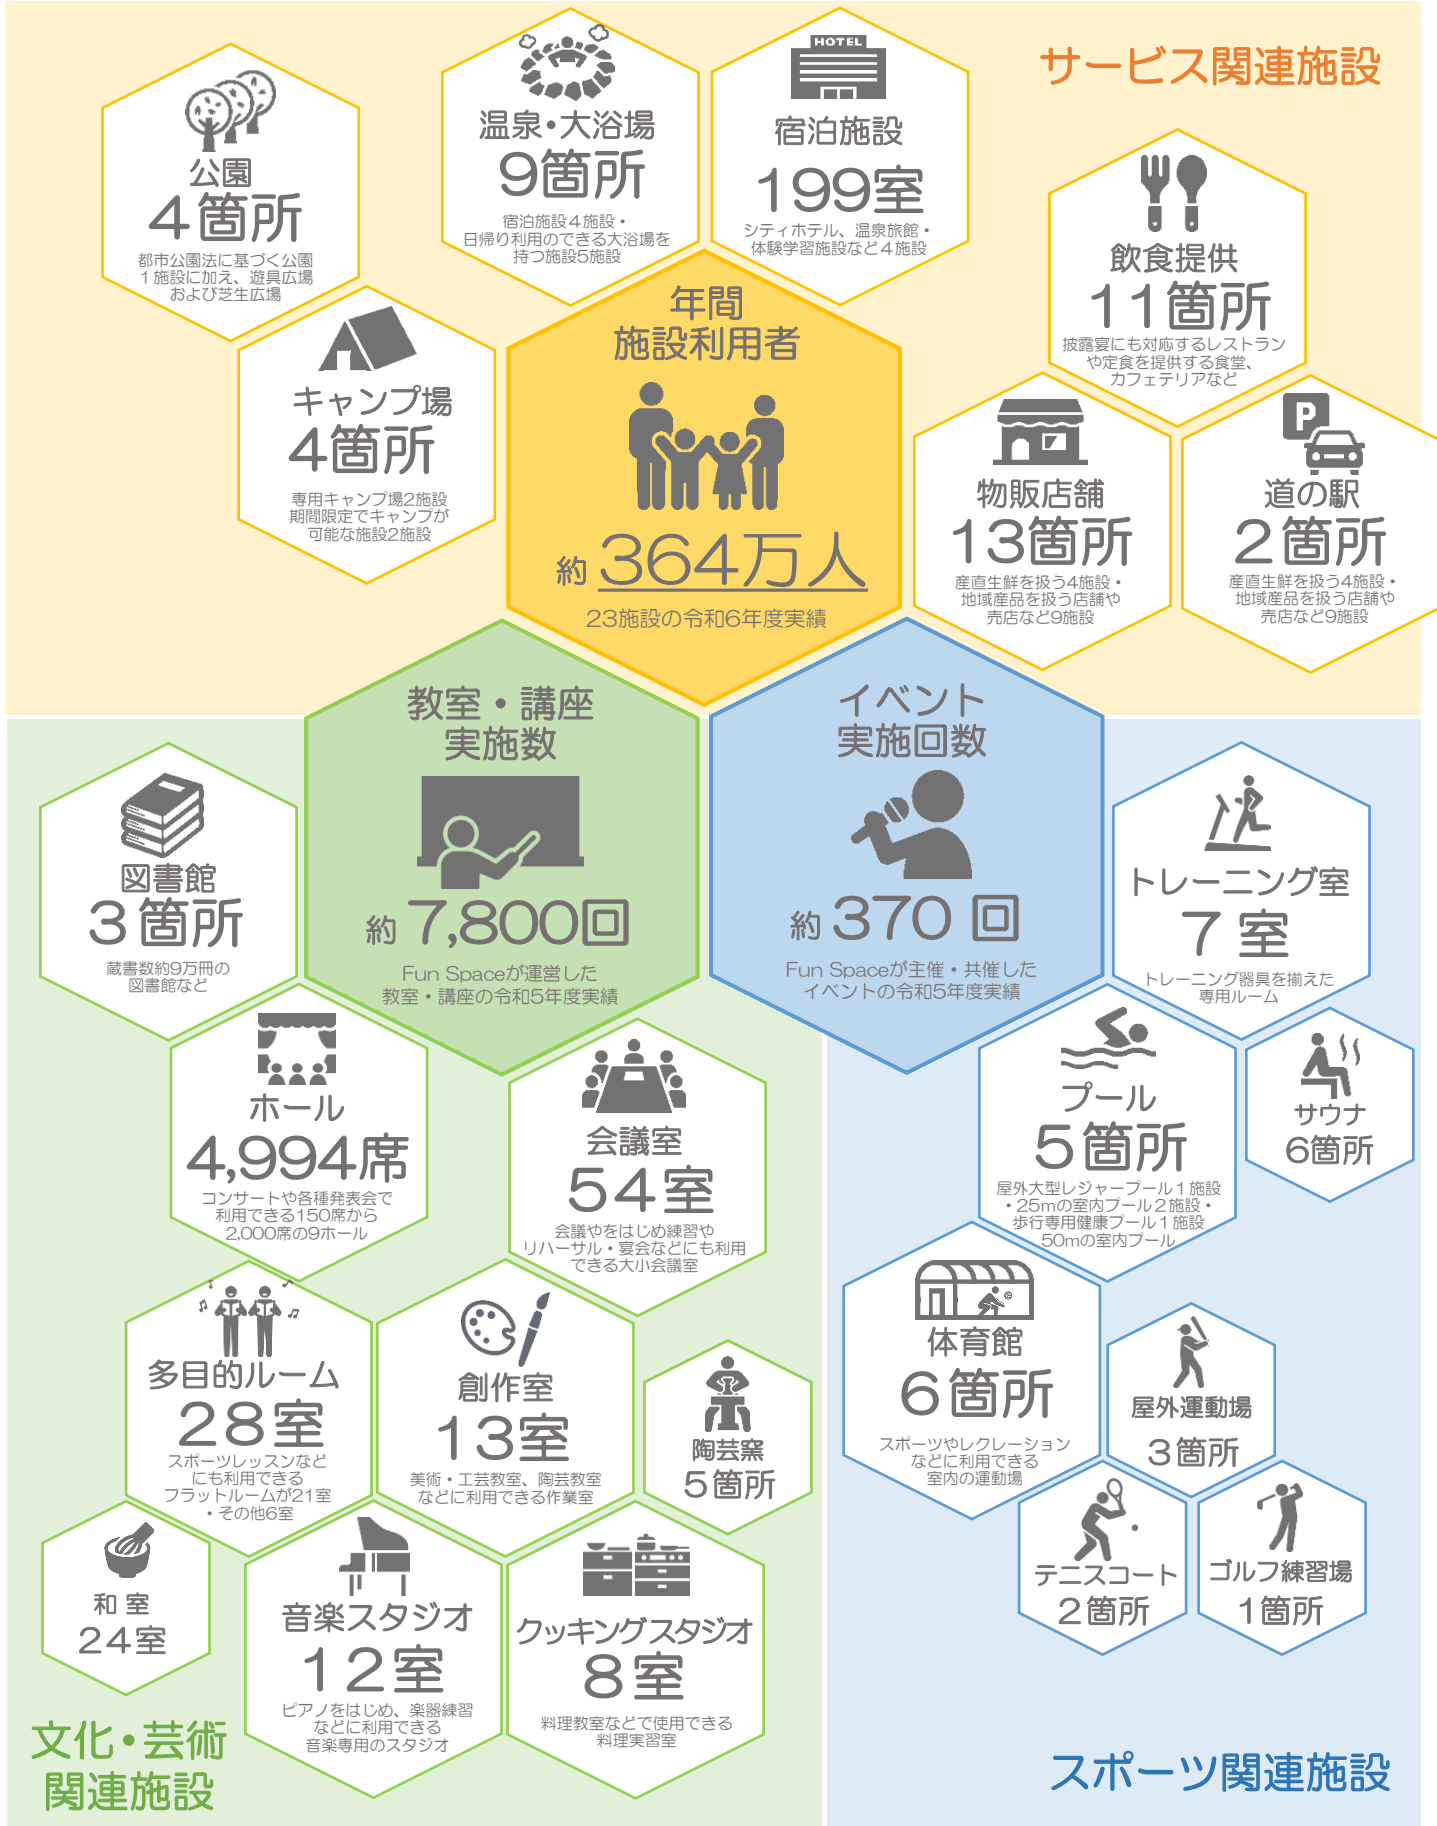 サービス関連施設
公園
4箇所
都市公園法に基づく公園
1施設に加え、遊具広場
および芝生広場
温泉・大浴場
9箇所
宿泊施設4施設・
日帰り利用のできる大浴場を
持つ施設5施設
HOTEL
宿泊施設
199室
シティホテル、温泉旅館・
体験学習施設など4施設
飲食提供
11箇所
披露宴にも対応するレストラン
や定食を提供する食堂、
カフェテリアなど
キャンプ場
4箇所
専用キャンプ場2施設
期間限定でキャンプが
可能な施設2施設
年間
施設利用者
約 364万人
23施設の令和6年度実績
物販店舗
13箇所
産直生鮮を扱う4施設・
地域産品を扱う店舗や
売店など9施設
P
道の駅
2箇所
産直生鮮を扱う4施設・
地域産品を扱う店舗や
売店など9施設
教室・講座
実施数
約 7,800回
Fun Spaceが運営した
教室・講座の令和5年度実績
イベント
実施回数
約 370 回
Fun Spaceが主催・共催した
イベントの令和5年度実績
図書館
3箇所
蔵書数約9万冊の
図書館など
ホール
4,994席
コンサートや各種発表会で
利用できる150席から
2,000席の9ホール
会議室
54室
会議やをはじめ練習や
リハーサル・宴会などにも利用
できる大小会議室
多目的ルーム
28室
スポーツレッスンなど
にも利用できる
フラットルームが21室
・その他6室
創作室
13室
美術・工芸教室、陶芸教室
などに利用できる作業室
陶芸窯
5箇所
和室
24室
音楽スタジオ
12室
ピアノをはじめ、楽器練習
などに利用できる
音楽専用のスタジオ
クッキングスタジオ
8室
料理教室などで使用できる
料理実習室
文化・芸術
関連施設
トレーニング室
7室
トレーニング器具を揃えた
専用ルーム
プール
5箇所
屋外大型レジャープール1施設
・25mの室内プール2施設・
歩行専用健康プール1施設
50mの室内プール
サウナ
6箇所
体育館
6箇所
スポーツやレクレーション
などに利用できる
室内の運動場
屋外運動場
3箇所
テニスコート
2箇所
ゴルフ練習場
1箇所
スポーツ関連施設